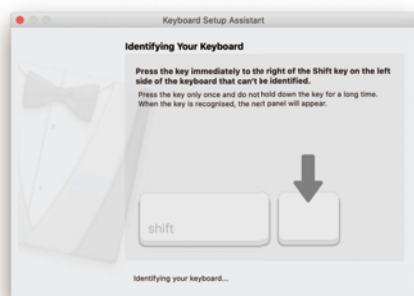 Keyboard Setup Assistant
Identifying Your Keyboard
Press the key immediately to the right of the Shift key on the left
side of the keyboard that can't be identified.
Press the key only once and do not hold down the key for a long time.
When the key is recognised, the next panel will appear.
shift
Identifying your keyboard...